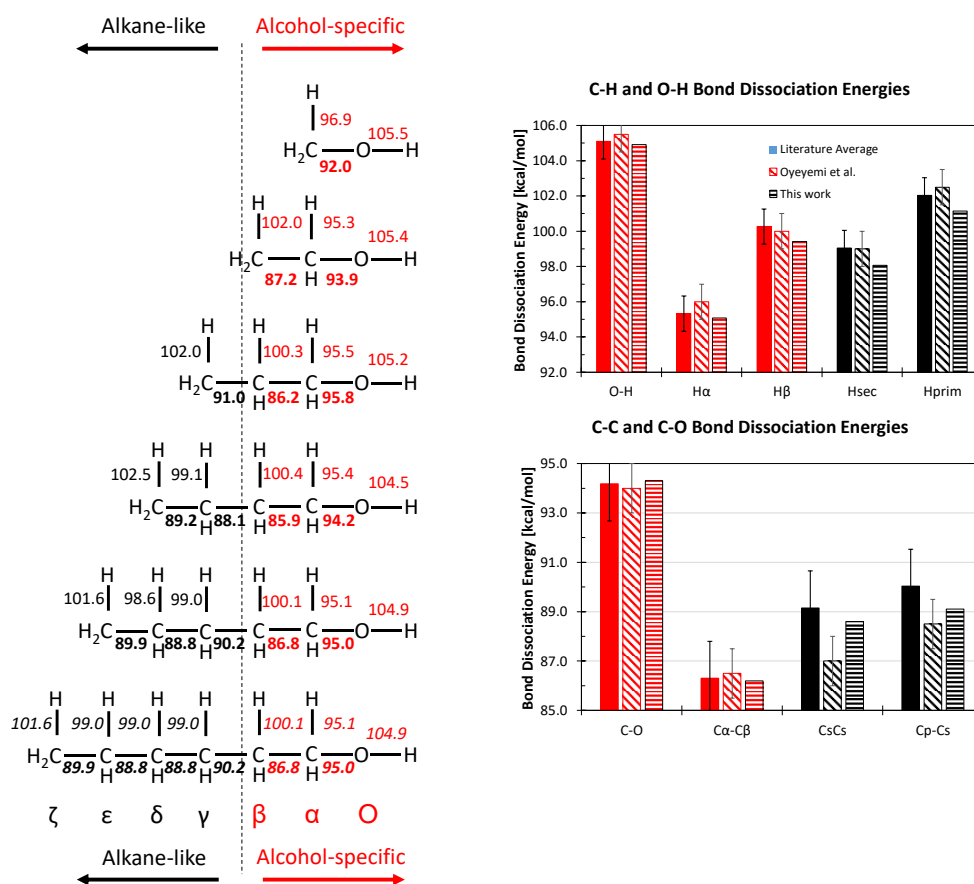 Alkane-like Alcohol-specific
H
96.9 105.5
H2C O H
92.0
H H
102.0 95.3 105.4
H2C C O H
87.2 H 93.9
H H H
102.0 100.3 95.5 105.2
H2C C C O H
91.0 H 86.2 H 95.8
H H H H
102.5 99.1 100.4 95.4 104.5
H2C C C C O H
89.2 H 88.1 H 85.9 H 94.2
H H H H H
101.6 98.6 99.0 100.1 95.1 104.9
H2C C C C C O H
89.9 H 88.8 H 90.2 H 86.8 H 95.0
H H H H H H
101.6 99.0 99.0 99.0 100.1 95.1 104.9
H2C C C C C C O H
89.9 H 88.8 H 88.8 H 90.2 H 86.8 H 95.0
ζ ε δ γ β α O
Alkane-like Alcohol-specific
C-H and O-H Bond Dissociation Energies
Bond Dissociation Energy [kcal/mol]
106.0
104.0
102.0
100.0
98.0
96.0
94.0
92.0
Literature Average
Oyeyemi et al.
This work
O-H Hα Hβ Hsec Hprim
C-C and C-O Bond Dissociation Energies
Bond Dissociation Energy [kcal/mol]
95.0
93.0
91.0
89.0
87.0
85.0
C-O Cα-Cβ CsCs Cp-Cs